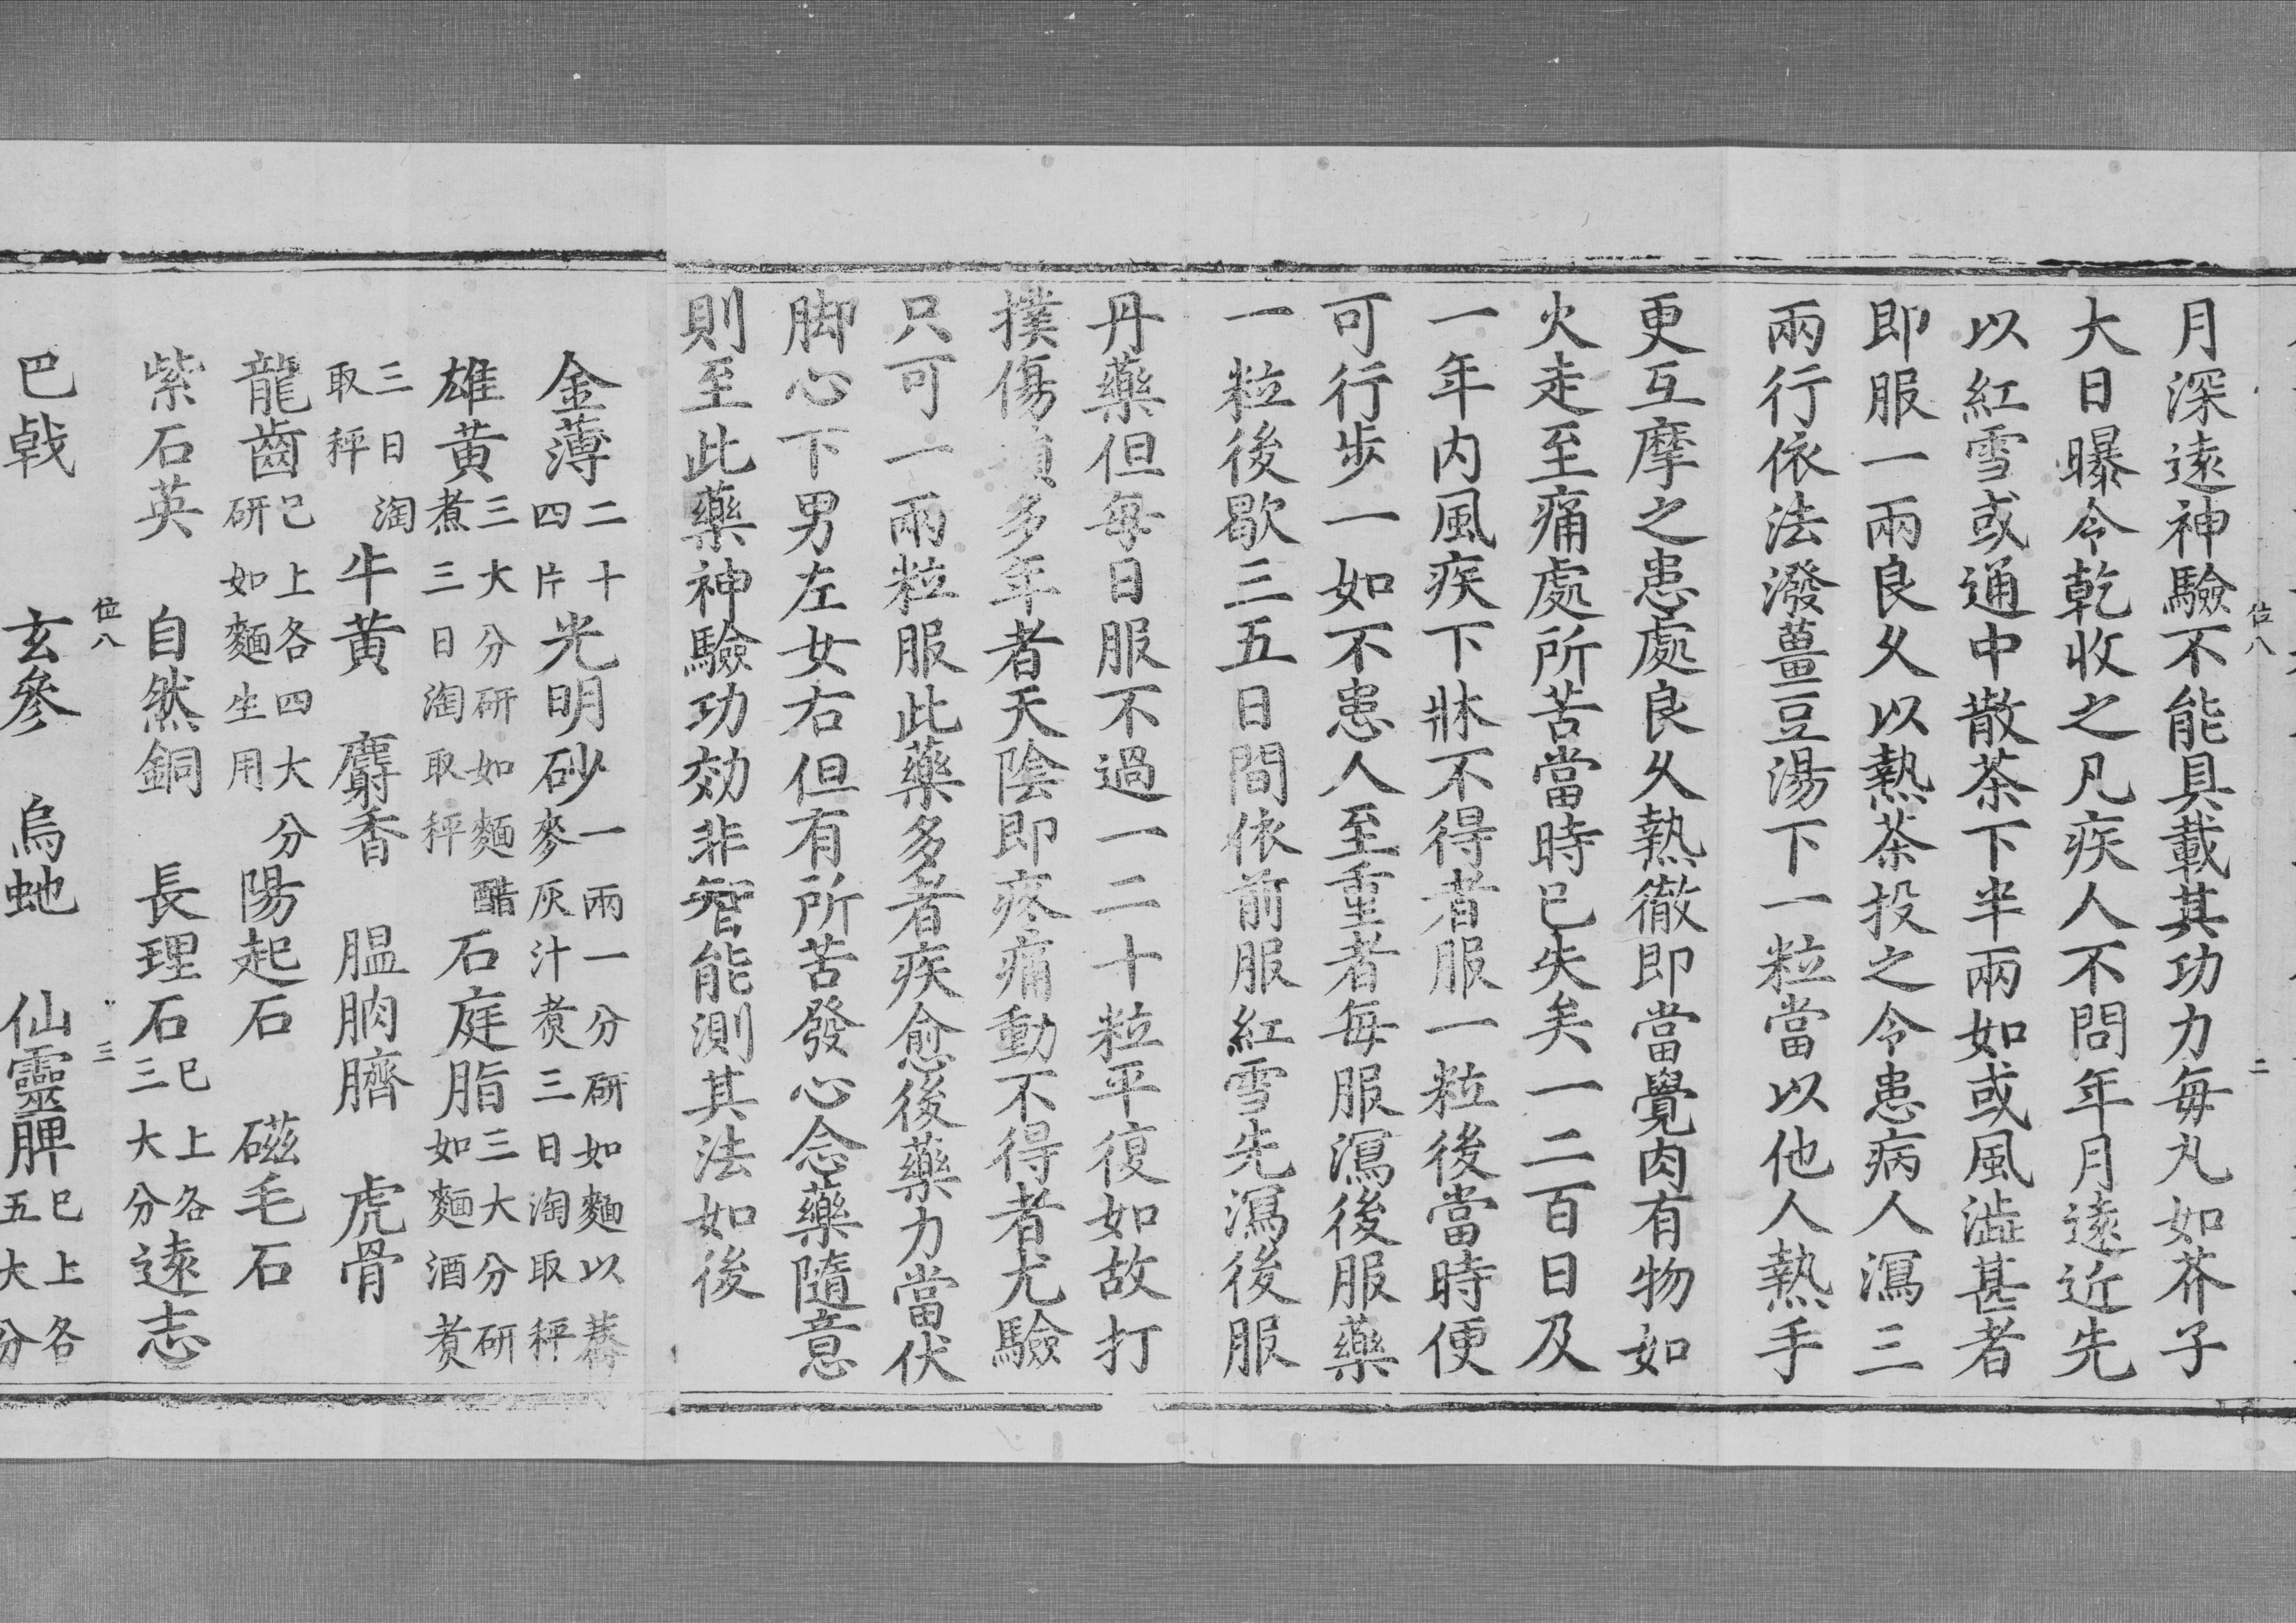 位八 二
月深遠神驗不能具載其功力每丸如芥子
大日曝令乾收之凡疾人不問年月遠近先
以紅雪或通中散茶下半兩如或風澁甚者
即服一兩良久以熱茶投之令患病人㵼三
兩行依法潑薑豆湯下一粒當以他人熱手
更互摩之患處良久熱徹即當覺肉有物如
火走至痛處所苦當時已失矣一二百日及
一年內風疾下牀不得者服一粒後當時便
可行步一如不患人至重者每服㵼後服藥
一粒後歇三五日間依前服紅雪先㵼後服
丹藥但每日服不過一二十粒平復如故打
撲傷損多年者天陰即疼痛動不得者尤驗
只可一兩粒服此藥多者疾愈後藥力當伏
脚心下男左女右但有所苦發心念藥隨意
則至此藥神驗功効非智能測其法如後
金薄二十四片光明砂一兩一分研如麵以蕎麥灰汁煑三日淘取秤
雄黃三大分研如麵醋煮三日淘取秤石庭脂三大分研如麵酒煑
三日淘取秤牛黃 麝香 膃肭臍 虎骨
龍齒已上各四大分研如麵生用陽起石 磁毛石
紫石英 自然銅 長理石已上各三大分遠志
位八 三
巴戟 玄參 烏虵 仙靈脾已上各五大分